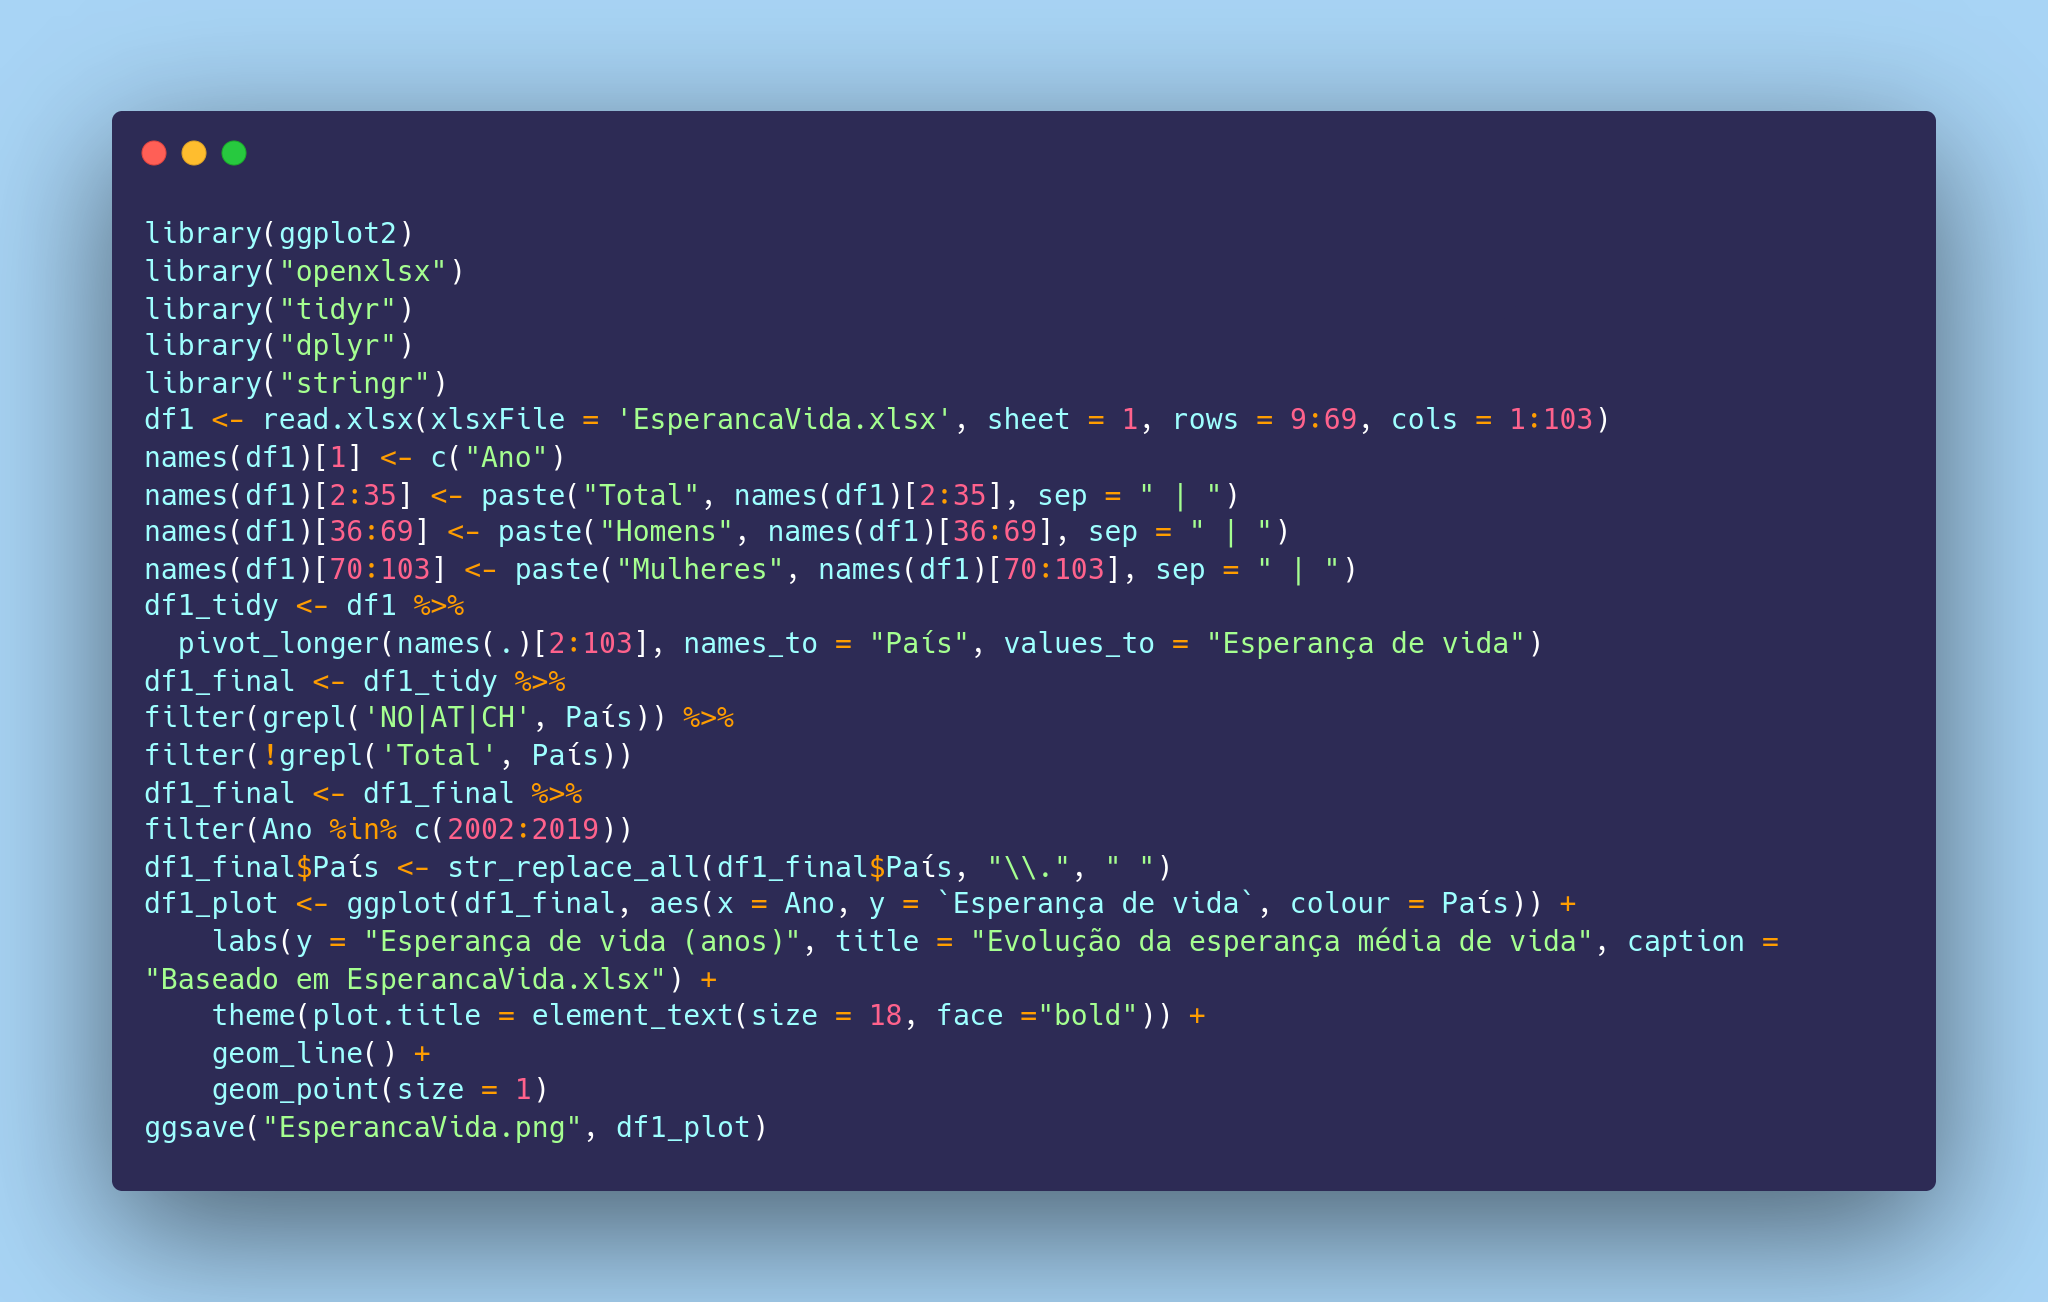 library(ggplot2)
library("openxlsx")
library("tidyr")
library("dplyr")
library("stringr")
df1 <- read.xlsx(xlsxFile = 'EsperancaVida.xlsx', sheet = 1, rows = 9:69, cols = 1:103)
names(df1)[1] <- c("Ano")
names(df1)[2:35] <- paste("Total", names(df1)[2:35], sep = " | ")
names(df1)[36:69] <- paste("Homens", names(df1)[36:69], sep = " | ")
names(df1)[70:103] <- paste("Mulheres", names(df1)[70:103], sep = " | ")
df1_tidy <- df1 %>%
  pivot_longer(names(.)[2:103], names_to = "País", values_to = "Esperança de vida")
df1_final <- df1_tidy %>%
filter(grepl('NO|AT|CH', País)) %>%
filter(!grepl('Total', País))
df1_final <- df1_final %>%
filter(Ano %in% c(2002:2019))
df1_final$País <- str_replace_all(df1_final$País, "\\.", " ")
df1_plot <- ggplot(df1_final, aes(x = Ano, y = `Esperança de vida`, colour = País)) +
    labs(y = "Esperança de vida (anos)", title = "Evolução da esperança média de vida", caption =
"Baseado em EsperancaVida.xlsx") +
    theme(plot.title = element_text(size = 18, face ="bold")) +
    geom_line() +
    geom_point(size = 1)
ggsave("EsperancaVida.png", df1_plot)